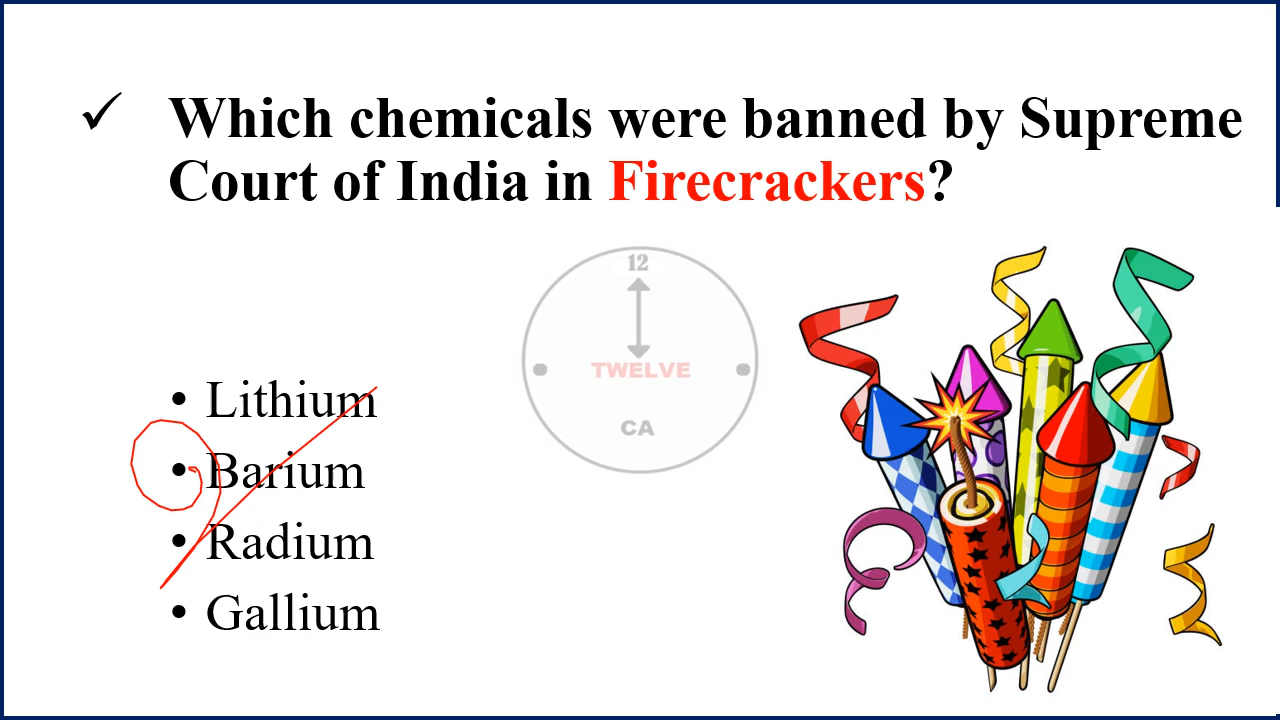 ✓ Which chemicals were banned by Supreme
Court of India in Firecrackers?
12
TWELVE
CA
• Lithium
• Barium
• Radium
• Gallium